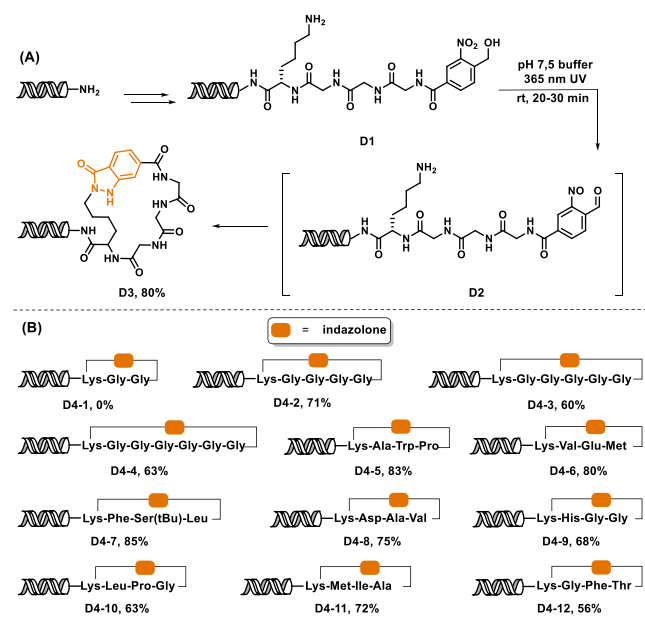 (A)
NH2
NH2
NO2
OH
HN
O
N
H
O
H
N
O
N
H
O
H
N
O
D1
pH 7,5 buffer
365 nm UV
rt, 20-30 min
O
N
N
H
O
HN
O
NH
O
NH
O
HN
NH
O
D3, 80%
NH2
HN
O
N
H
O
H
N
O
N
H
O
H
N
O
NO
O
D2
(B)
= indazolone
Lys-Gly-Gly
D4-1, 0%
Lys-Gly-Gly-Gly-Gly
D4-2, 71%
Lys-Gly-Gly-Gly-Gly-Gly
D4-3, 60%
Lys-Gly-Gly-Gly-Gly-Gly-Gly
D4-4, 63%
Lys-Ala-Trp-Pro
D4-5, 83%
Lys-Val-Glu-Met
D4-6, 80%
Lys-Phe-Ser(tBu)-Leu
D4-7, 85%
Lys-Asp-Ala-Val
D4-8, 75%
Lys-His-Gly-Gly
D4-9, 68%
Lys-Leu-Pro-Gly
D4-10, 63%
Lys-Met-Ile-Ala
D4-11, 72%
Lys-Gly-Phe-Thr
D4-12, 56%